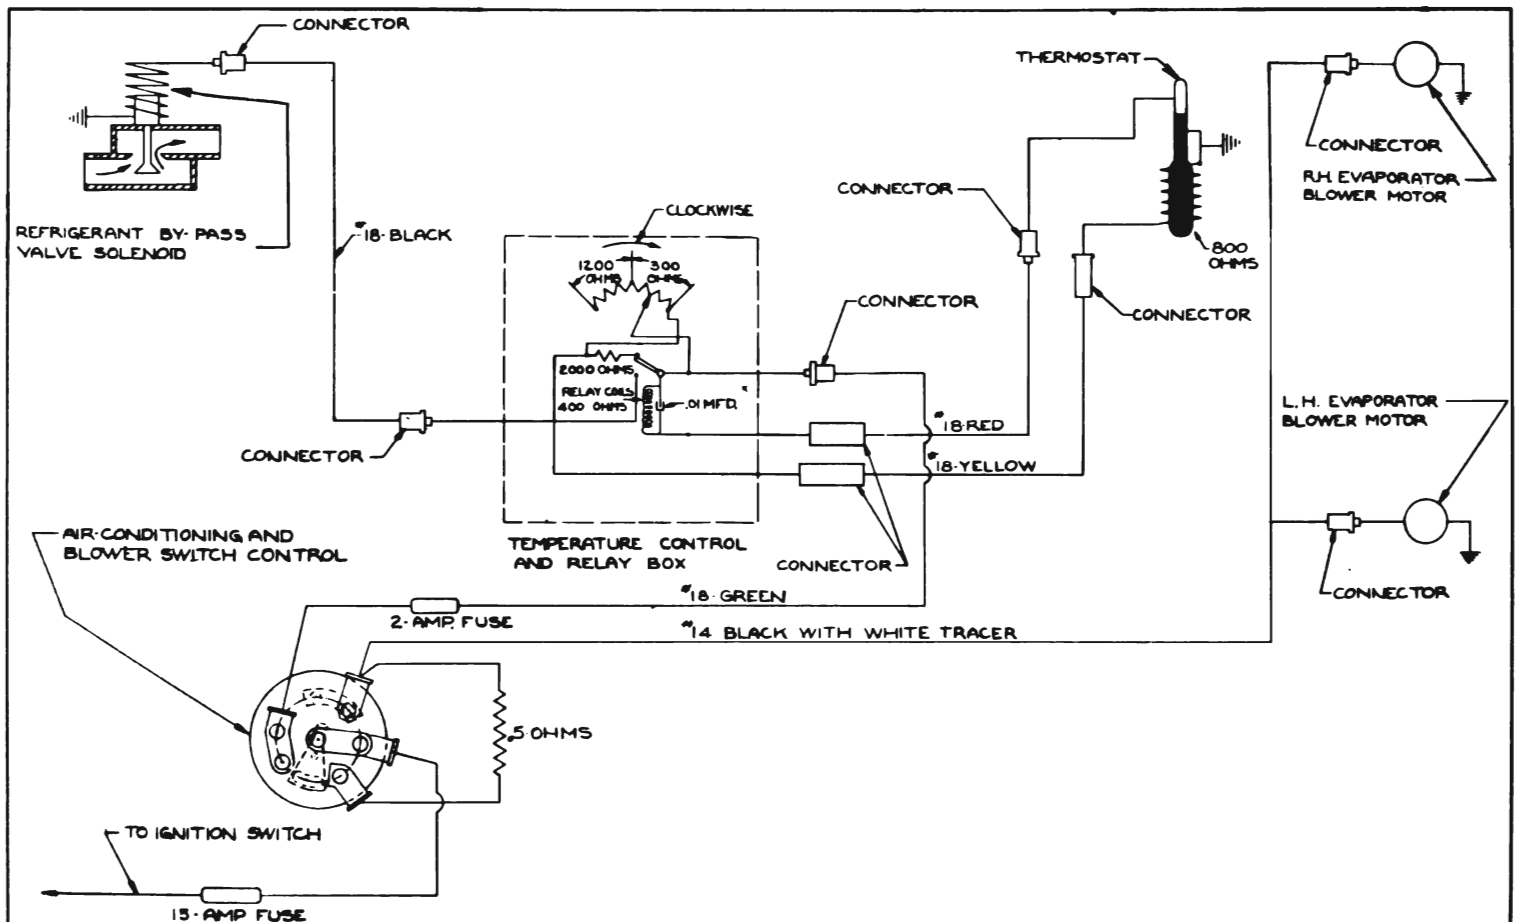 CONNECTOR
THERMOSTAT
CONNECTOR
R.H. EVAPORATOR
BLOWER MOTOR
CONNECTOR
CLOCKWISE
REFRIGERANT BY-PASS
VALVE SOLENOID
#18-BLACK
1200
OHMS
300
OHMS
800
OHMS
CONNECTOR
CONNECTOR
2000 OHMS
RELAY COILS
400 OHMS
.01 MFD.
L.H. EVAPORATOR
BLOWER MOTOR
#18-RED
CONNECTOR
#18-YELLOW
AIR-CONDITIONING AND
BLOWER SWITCH CONTROL
TEMPERATURE CONTROL
AND RELAY BOX
CONNECTOR
CONNECTOR
#18-GREEN
2-AMP. FUSE
#14 BLACK WITH WHITE TRACER
.5 OHMS
TO IGNITION SWITCH
15-AMP FUSE